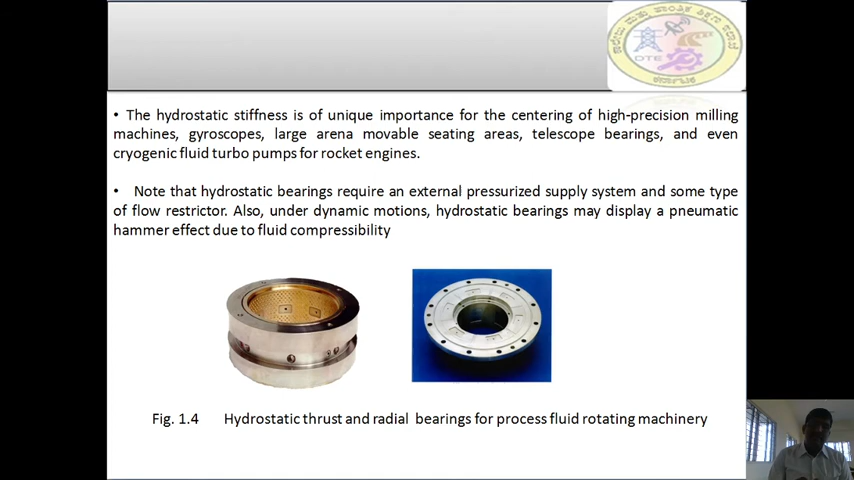 OTE
• The hydrostatic stiffness is of unique importance for the centering of high-precision milling
machines, gyroscopes, large arena movable seating areas, telescope bearings, and even
cryogenic fluid turbo pumps for rocket engines.
• Note that hydrostatic bearings require an external pressurized supply system and some type
of flow restrictor. Also, under dynamic motions, hydrostatic bearings may display a pneumatic
hammer effect due to fluid compressibility
Fig. 1.4 Hydrostatic thrust and radial bearings for process fluid rotating machinery